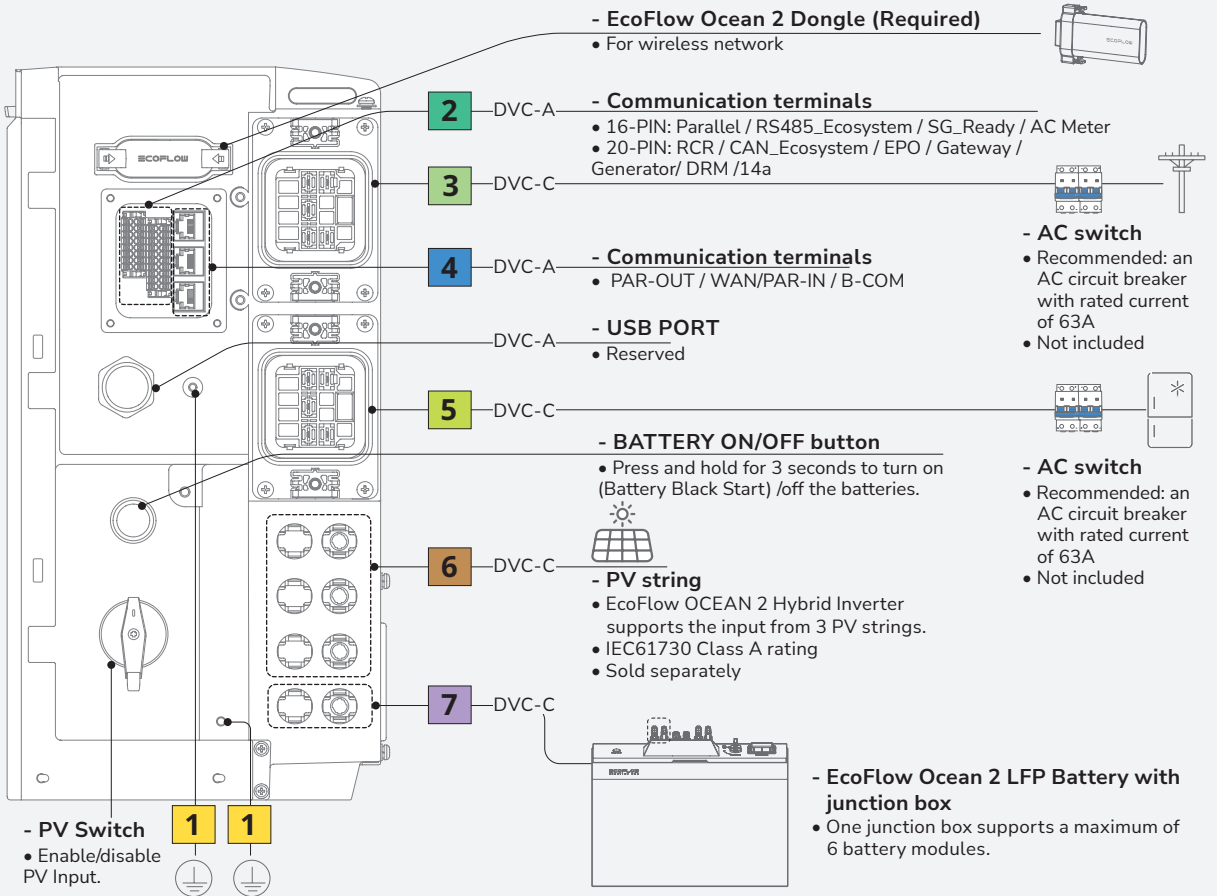 - EcoFlow Ocean 2 Dongle (Required)
• For wireless network
ECOFLOW
2
DVC-A
- Communication terminals
• 16-PIN: Parallel / RS485_Ecosystem / SG_Ready / AC Meter
• 20-PIN: RCR / CAN_Ecosystem / EPO / Gateway /
Generator/ DRM /14a
ECOFLOW
3
DVC-C
- AC switch
• Recommended: an
AC circuit breaker
with rated current
of 63A
• Not included
4
DVC-A
- Communication terminals
• PAR-OUT / WAN/PAR-IN / B-COM
DVC-A
- USB PORT
• Reserved
5
DVC-C
- AC switch
• Recommended: an
AC circuit breaker
with rated current
of 63A
• Not included
- BATTERY ON/OFF button
• Press and hold for 3 seconds to turn on
(Battery Black Start) /off the batteries.
6
DVC-C
- PV string
• EcoFlow OCEAN 2 Hybrid Inverter
supports the input from 3 PV strings.
• IEC61730 Class A rating
• Sold separately
7
DVC-C
ECOFLOW
- EcoFlow Ocean 2 LFP Battery with
junction box
• One junction box supports a maximum of
6 battery modules.
- PV Switch
• Enable/disable
PV Input.
1
1